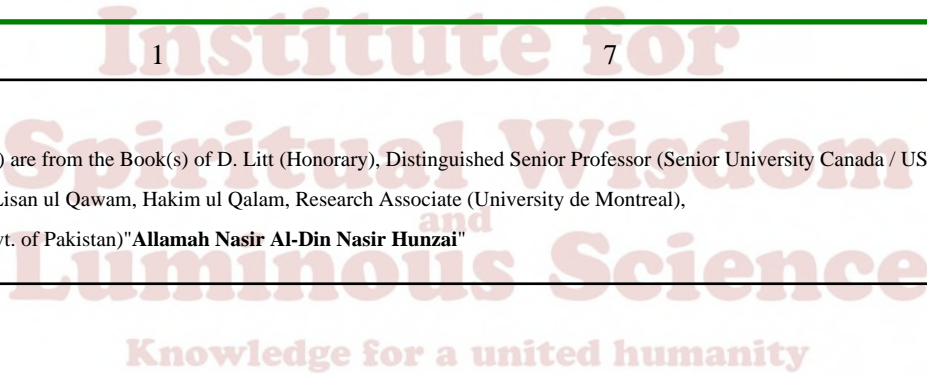 Institute for
1 7
Spiritual Wisdom
) are from the Book(s) of D. Litt (Honorary), Distinguished Senior Professor (Senior University Canada / US
Lisan ul Qawam, Hakim ul Qalam, Research Associate (University de Montreal),
and
vt. of Pakistan)"Allamah Nasir Al-Din Nasir Hunzai"
Luminous Science
Knowledge for a united humanity